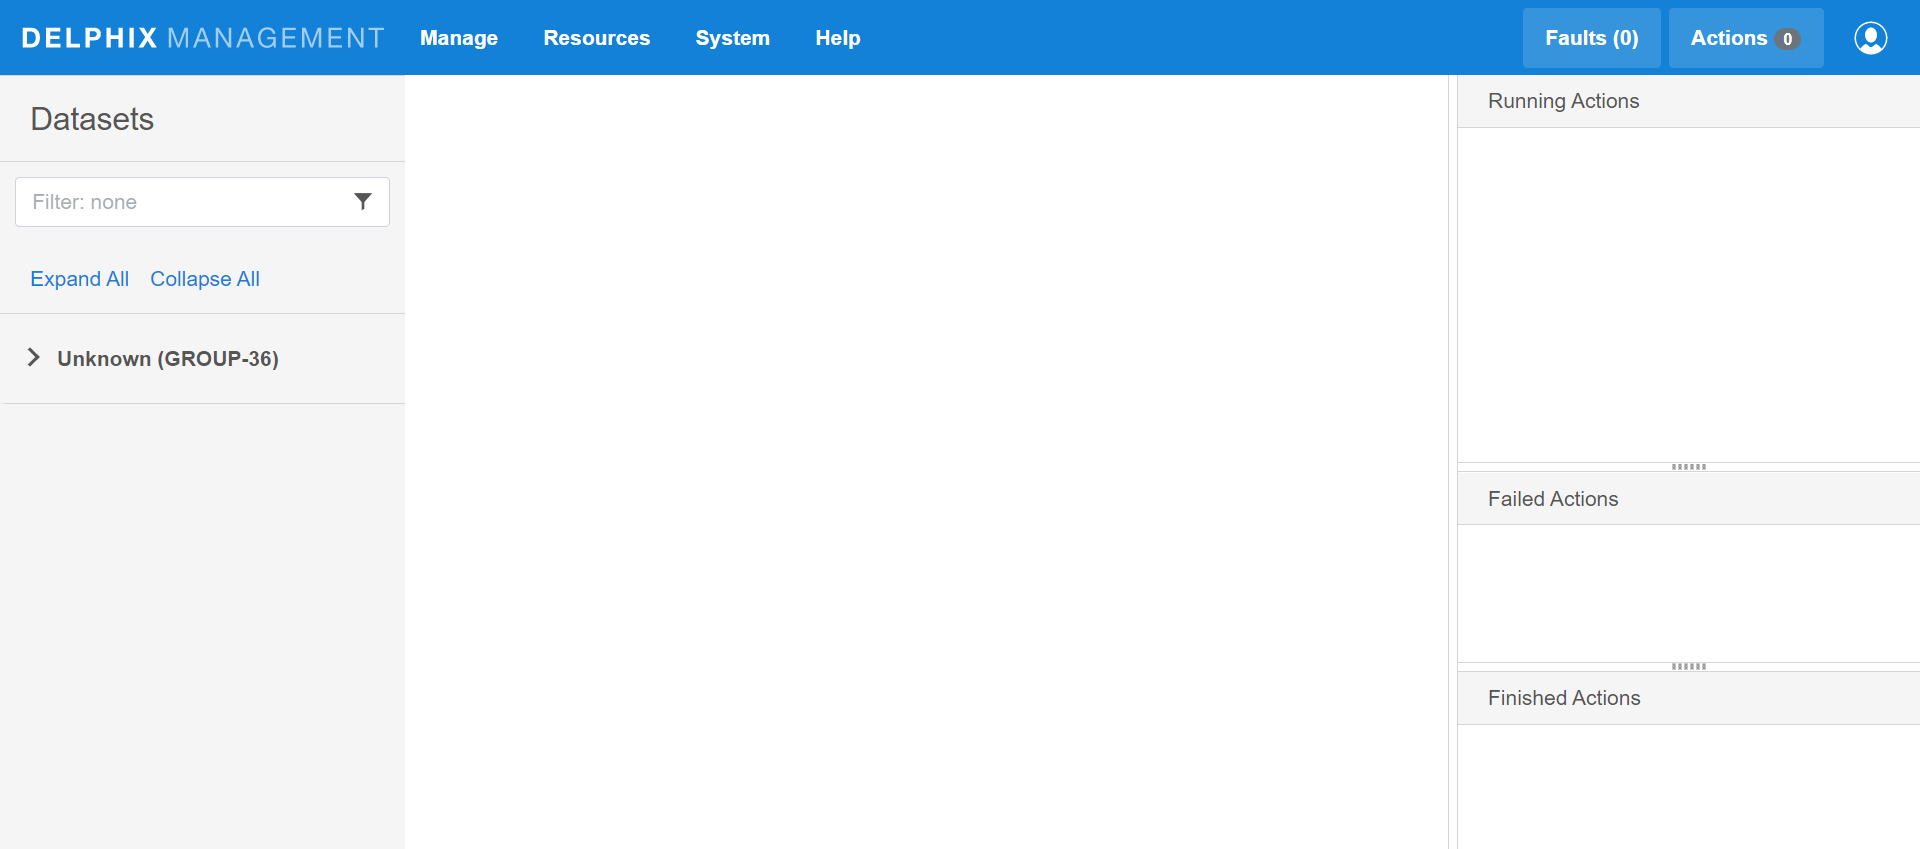 DELPHIX MANAGEMENT Manage Resources System Help Faults (0) Actions 0
Datasets
Filter: none
Expand All Collapse All
Unknown (GROUP-36)
Running Actions
Failed Actions
Finished Actions